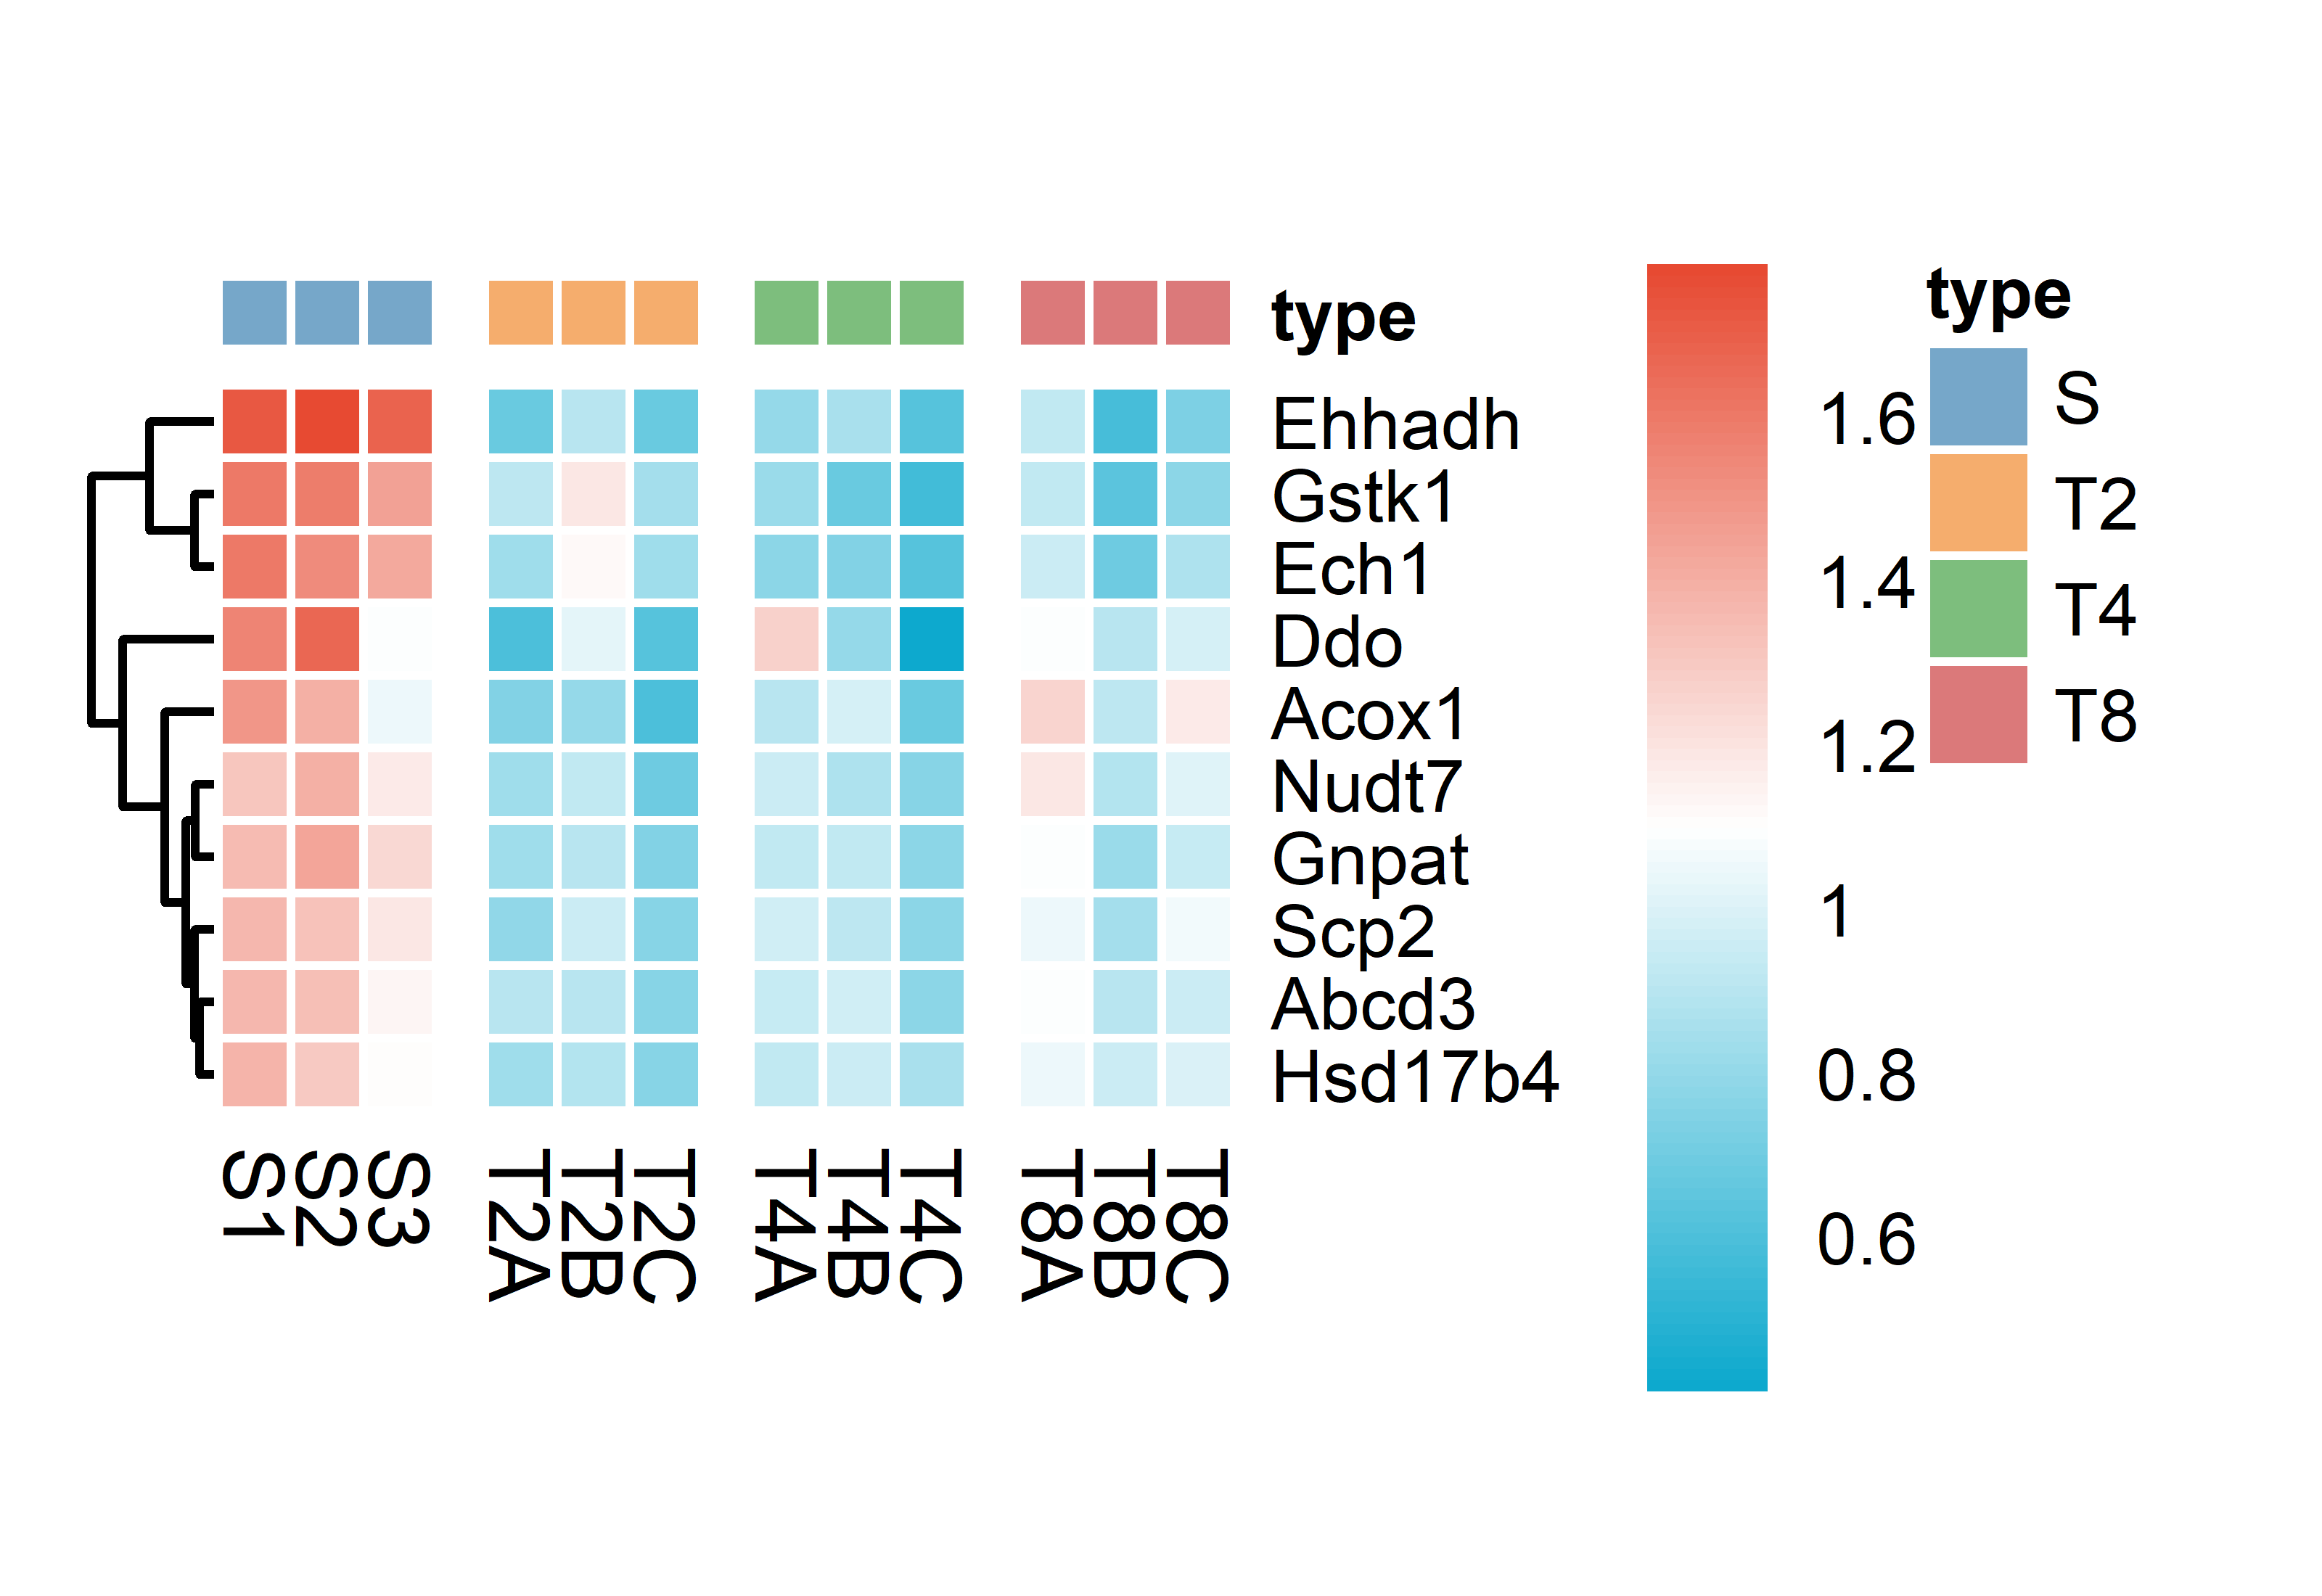 type
Ehhadh
Gstk1
Ech1
Ddo
Acox1
Nudt7
Gnpat
Scp2
Abcd3
Hsd17b4
S1
S2
S3
T2A
T2B
T2C
T4A
T4B
T4C
T8A
T8B
T8C
1.6
1.4
1.2
1
0.8
0.6
type
S
T2
T4
T8